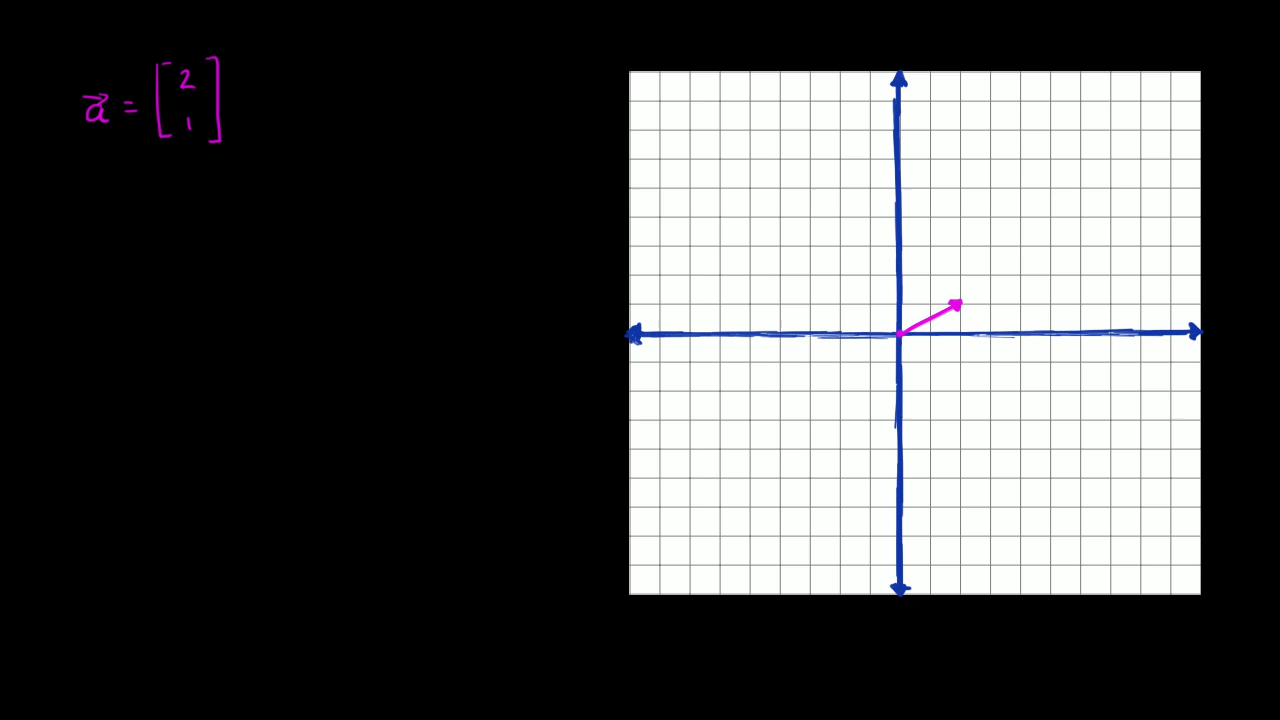 a⃗ = [2
1]